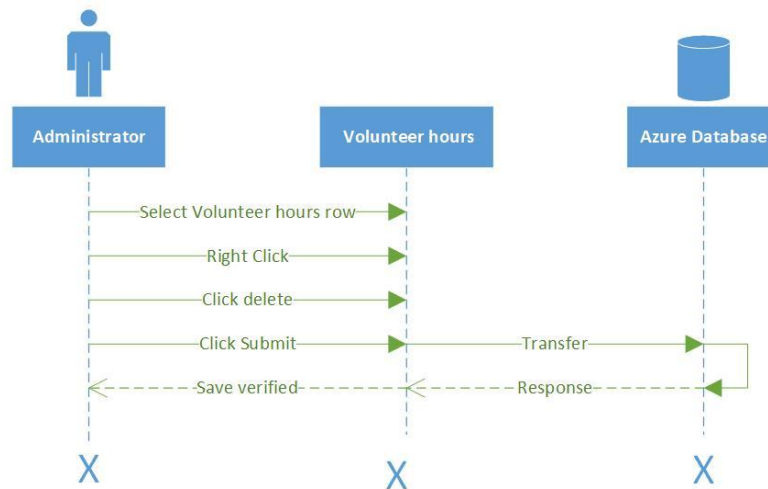 Administrator
Volunteer hours
Azure Database
Select Volunteer hours row
Right Click
Click delete
Click Submit
Transfer
Save verified
Response
X
X
X